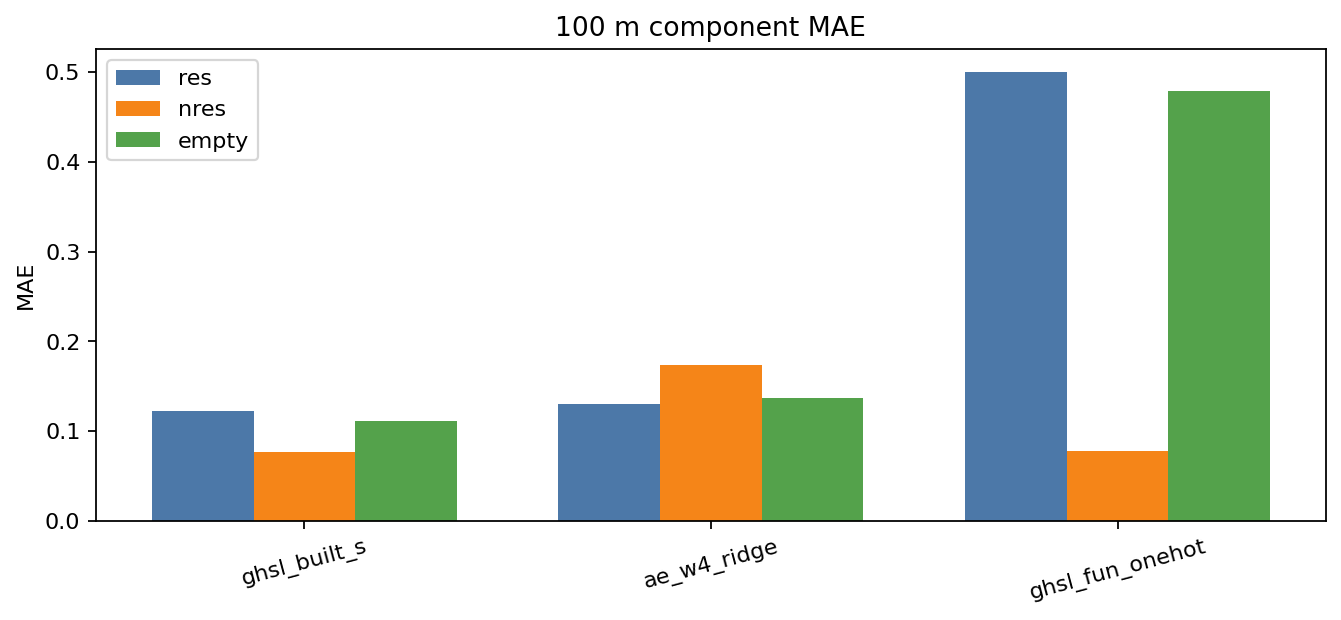 100 m component MAE
res
nres
empty
MAE
0.5
0.4
0.3
0.2
0.1
0.0
ghsl_built_s
ae_w4_ridge
ghsl_fun_onehot